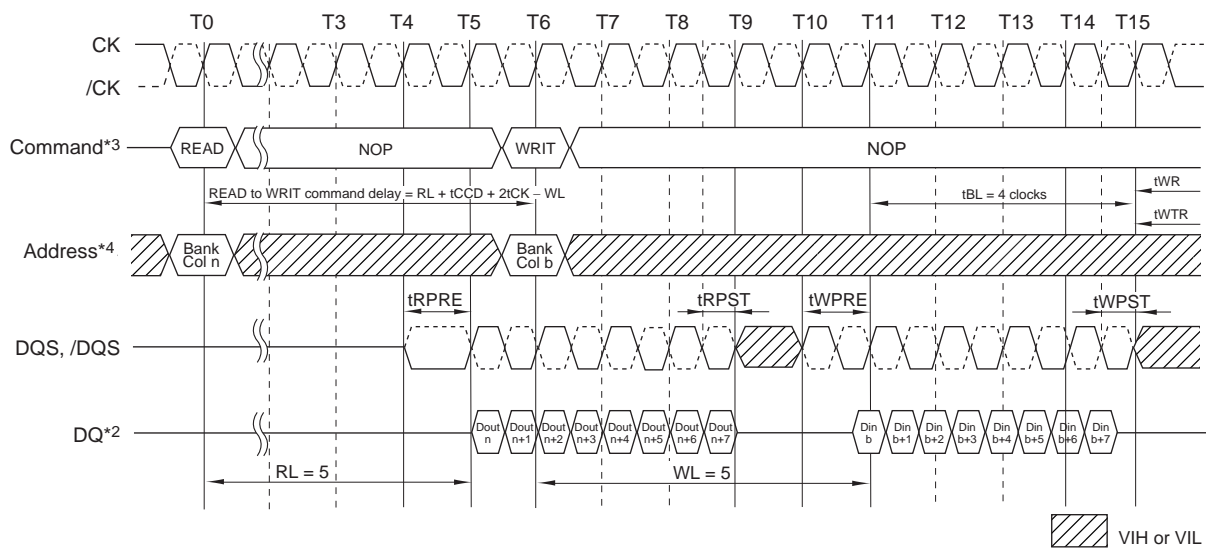 T0 T3 T4 T5 T6 T7 T8 T9 T10 T11 T12 T13 T14 T15
CK
/CK
Command*3 READ NOP WRIT NOP
READ to WRIT command delay = RL + tCCD + 2tCK – WL
tBL = 4 clocks
tWR
tWTR
Address*4 Bank Col n Bank Col b
tRPRE tRPST tWPRE tWPST
DQS, /DQS
DQ*2 Dout n Dout n+1 Dout n+2 Dout n+3 Dout n+4 Dout n+5 Dout n+6 Dout n+7 Din b Din b+1 Din b+2 Din b+3 Din b+4 Din b+5 Din b+6 Din b+7
RL = 5 WL = 5
VIH or VIL